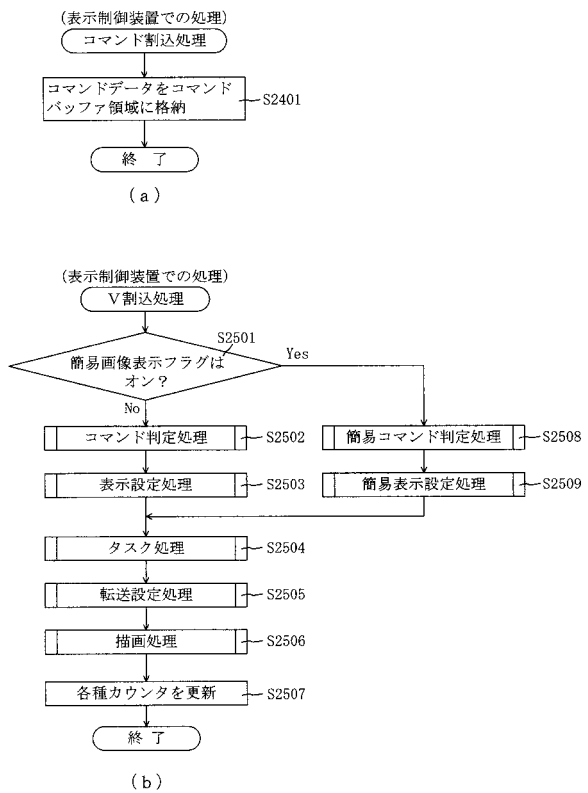 (表示制御装置での処理)
コマンド割込処理
コマンドデータをコマンド
バッファ領域に格納
S2401
終 了
(a)
(表示制御装置での処理)
V割込処理
S2501
簡易画像表示フラグは
オン?
Yes
No
コマンド判定処理
S2502
簡易コマンド判定処理
S2508
表示設定処理
S2503
簡易表示設定処理
S2509
タスク処理
S2504
転送設定処理
S2505
描画処理
S2506
各種カウンタを更新
S2507
終 了
(b)